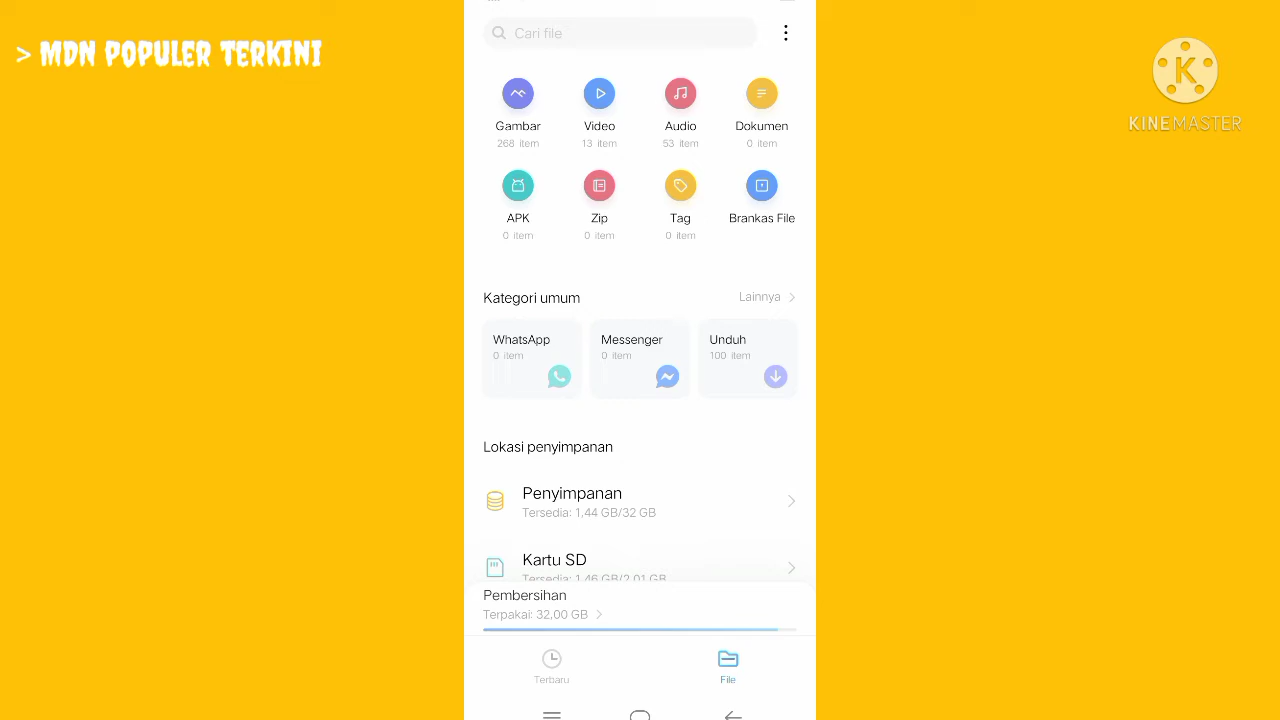 > MDN POPULER TERKINI
KINEMASTER
Cari file
Gambar Video Audio Dokumen
268 item 13 item 53 item 0 item
APK Zip Tag Brankas File
0 item 0 item 0 item
Kategori umum Lainnya >
WhatsApp Messenger Unduh
0 item 0 item 100 item
Lokasi penyimpanan
Penyimpanan
Tersedia: 1,44 GB/32 GB
Kartu SD
Tersedia: 1,46 GB/2,01 GB
Pembersihan
Terpakai: 32,00 GB >
Terbaru File